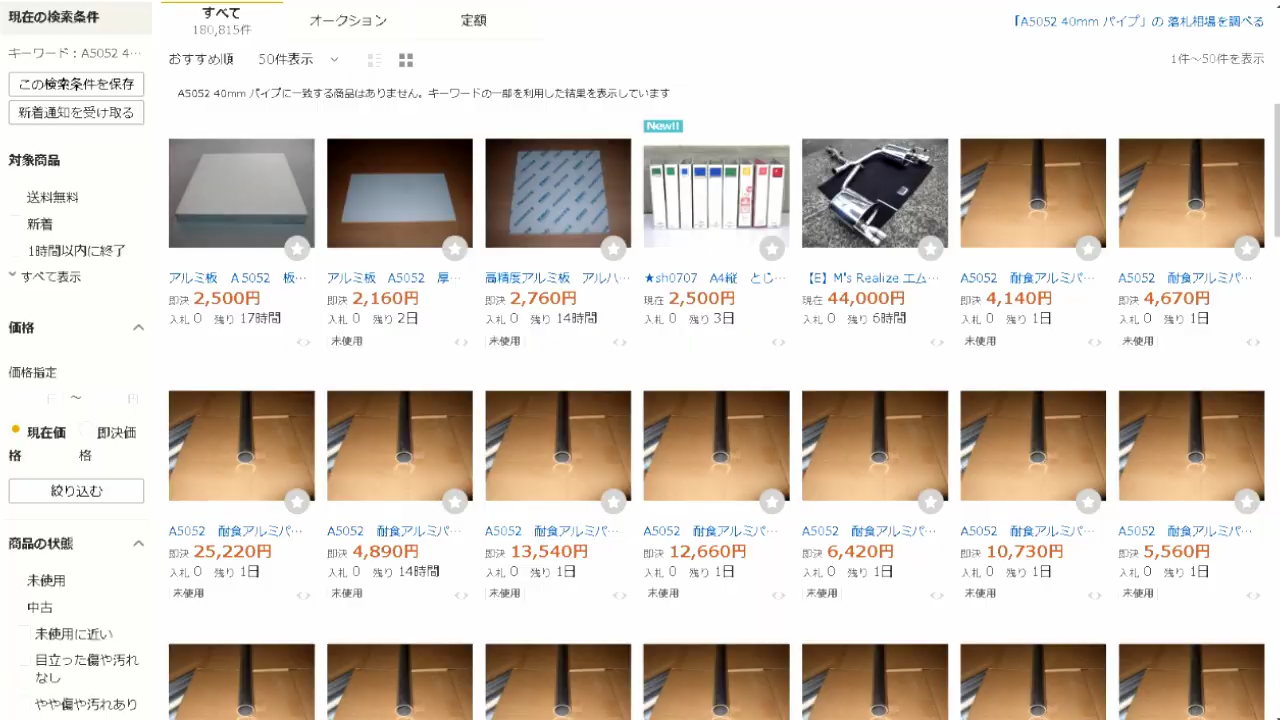 現在の検索条件
キーワード：A5052 4…
この検索条件を保存
新着通知を受け取る
対象商品
送料無料
新着
1時間以内に終了
すべて表示
価格
価格指定
円 ～ 円
現在価格
即決価格
絞り込む
商品の状態
未使用
中古
未使用に近い
目立った傷や汚れなし
やや傷や汚れあり
すべて
180,815件
オークション
定額
「A5052 40mm パイプ」の 落札相場を調べる
おすすめ順
50件表示
1件～50件を表示
A5052 40mm パイプに一致する商品はありません。キーワードの一部を利用した結果を表示しています
アルミ板 A5052 板…
即決 2,500円
入札 0 残り 17時間
アルミ板 A5052 厚…
即決 2,160円
入札 0 残り 2日
未使用
高精度アルミ板 アルハ…
即決 2,760円
入札 0 残り 14時間
未使用
New!!
★sh0707 A4縦 とじ…
現在 2,500円
入札 0 残り 3日
【E】M's Realize エム…
現在 44,000円
入札 0 残り 6時間
A5052 耐食アルミパ…
即決 4,140円
入札 0 残り 1日
未使用
A5052 耐食アルミパ…
即決 4,670円
入札 0 残り 1日
未使用
A5052 耐食アルミパ…
即決 25,220円
入札 0 残り 1日
未使用
A5052 耐食アルミパ…
即決 4,890円
入札 0 残り 14時間
未使用
A5052 耐食アルミパ…
即決 13,540円
入札 0 残り 1日
未使用
A5052 耐食アルミパ…
即決 12,660円
入札 0 残り 1日
未使用
A5052 耐食アルミパ…
即決 6,420円
入札 0 残り 1日
未使用
A5052 耐食アルミパ…
即決 10,730円
入札 0 残り 1日
未使用
A5052 耐食アルミパ…
即決 5,560円
入札 0 残り 1日
未使用